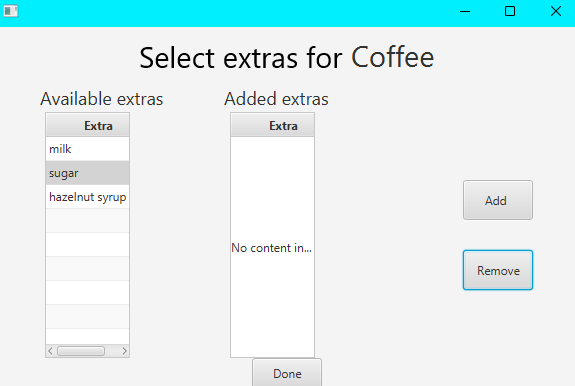 Select extras for Coffee
Available extras
Added extras
Extra
Extra
milk
sugar
hazelnut syrup
No content in...
Add
Remove
Done